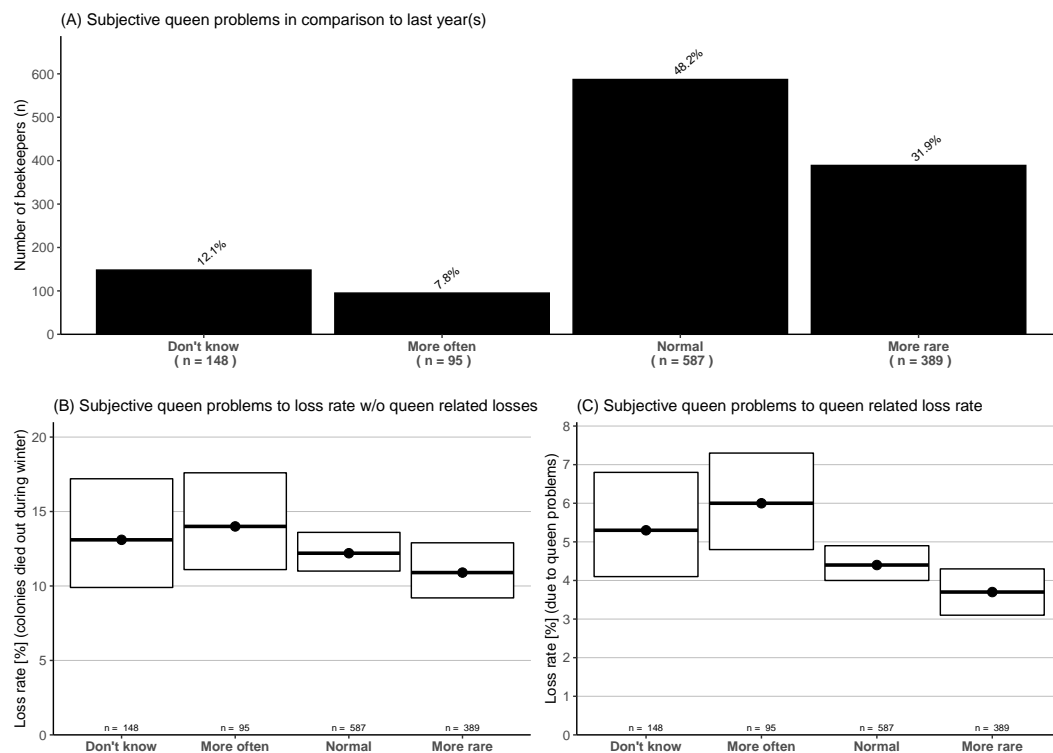 (A) Subjective queen problems in comparison to last year(s)
Number of beekeepers (n)
600
500
400
300
200
100
0
12.1%
7.8%
48.2%
31.9%
Don't know
( n = 148 )
More often
( n = 95 )
Normal
( n = 587 )
More rare
( n = 389 )
(B) Subjective queen problems to loss rate w/o queen related losses
Loss rate [%] (colonies died out during winter)
20
15
10
5
0
n = 148
n = 95
n = 587
n = 389
Don't know
More often
Normal
More rare
(C) Subjective queen problems to queen related loss rate
Loss rate [%] (due to queen problems)
8
7
6
5
4
3
2
1
0
n = 148
n = 95
n = 587
n = 389
Don't know
More often
Normal
More rare